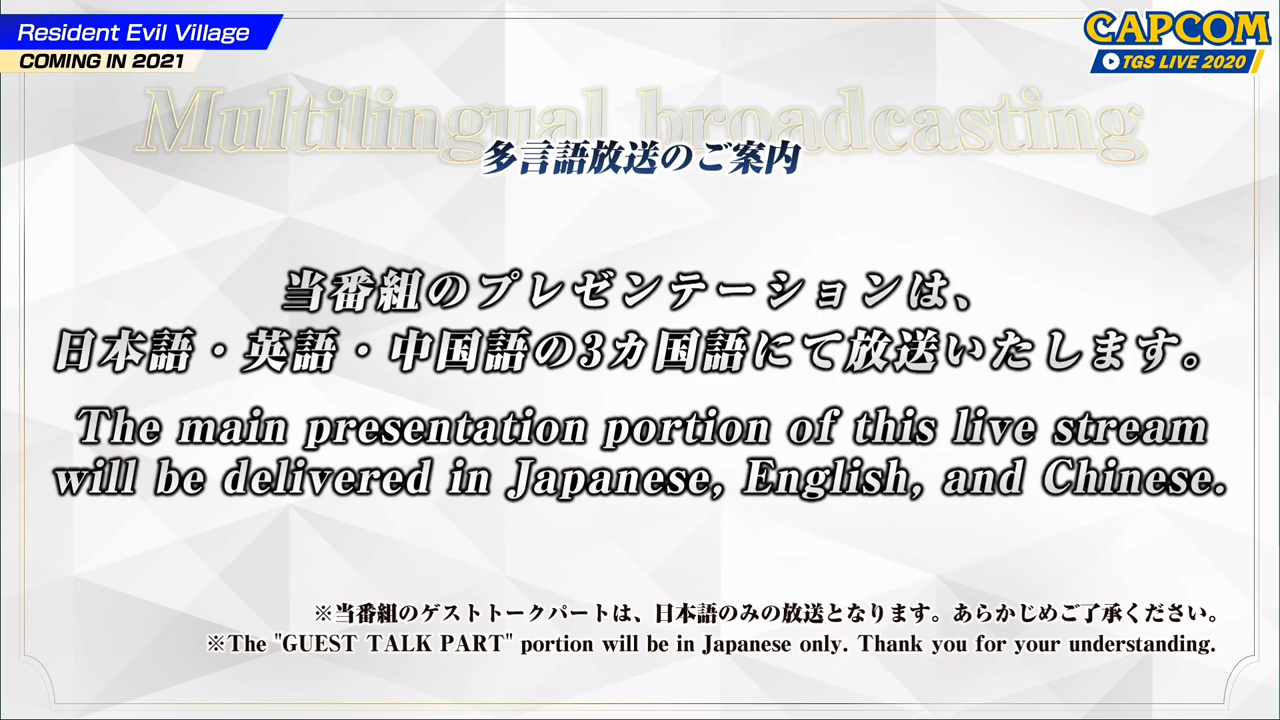 Resident Evil Village
COMING IN 2021
CAPCOM
TGS LIVE 2020
Multilingual broadcasting
多言語放送のご案内
当番組のプレゼンテーションは、
日本語・英語・中国語の3カ国語にて放送いたします。
The main presentation portion of this live stream
will be delivered in Japanese, English, and Chinese.
※当番組のゲストトークパートは、日本語のみの放送となります。あらかじめご了承ください。
※The "GUEST TALK PART" portion will be in Japanese only. Thank you for your understanding.